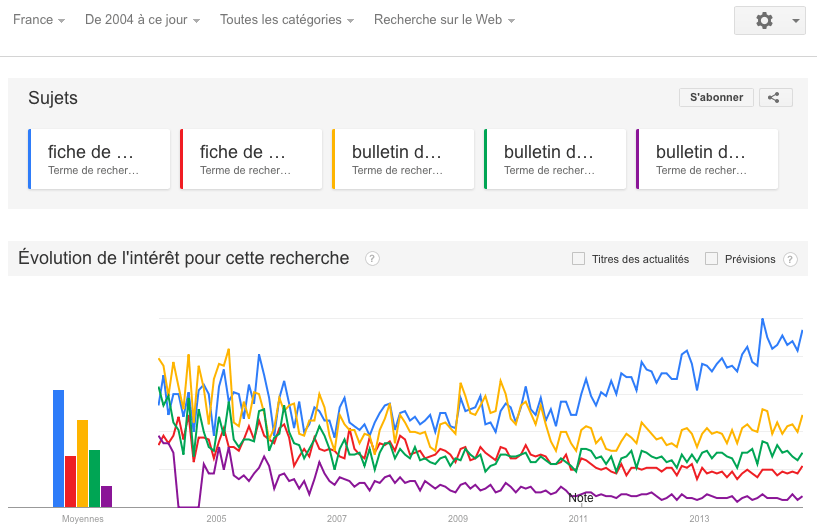 France De 2004 à ce jour Toutes les catégories Recherche sur le Web
Sujets
S'abonner
fiche de ... fiche de ... bulletin d... bulletin d... bulletin d...
Terme de recher... Terme de recher... Terme de recher... Terme de recher... Terme de recher...
Évolution de l'intérêt pour cette recherche ? Titres des actualités Prévisions ?
Note
Moyennes 2005 2007 2009 2011 2013